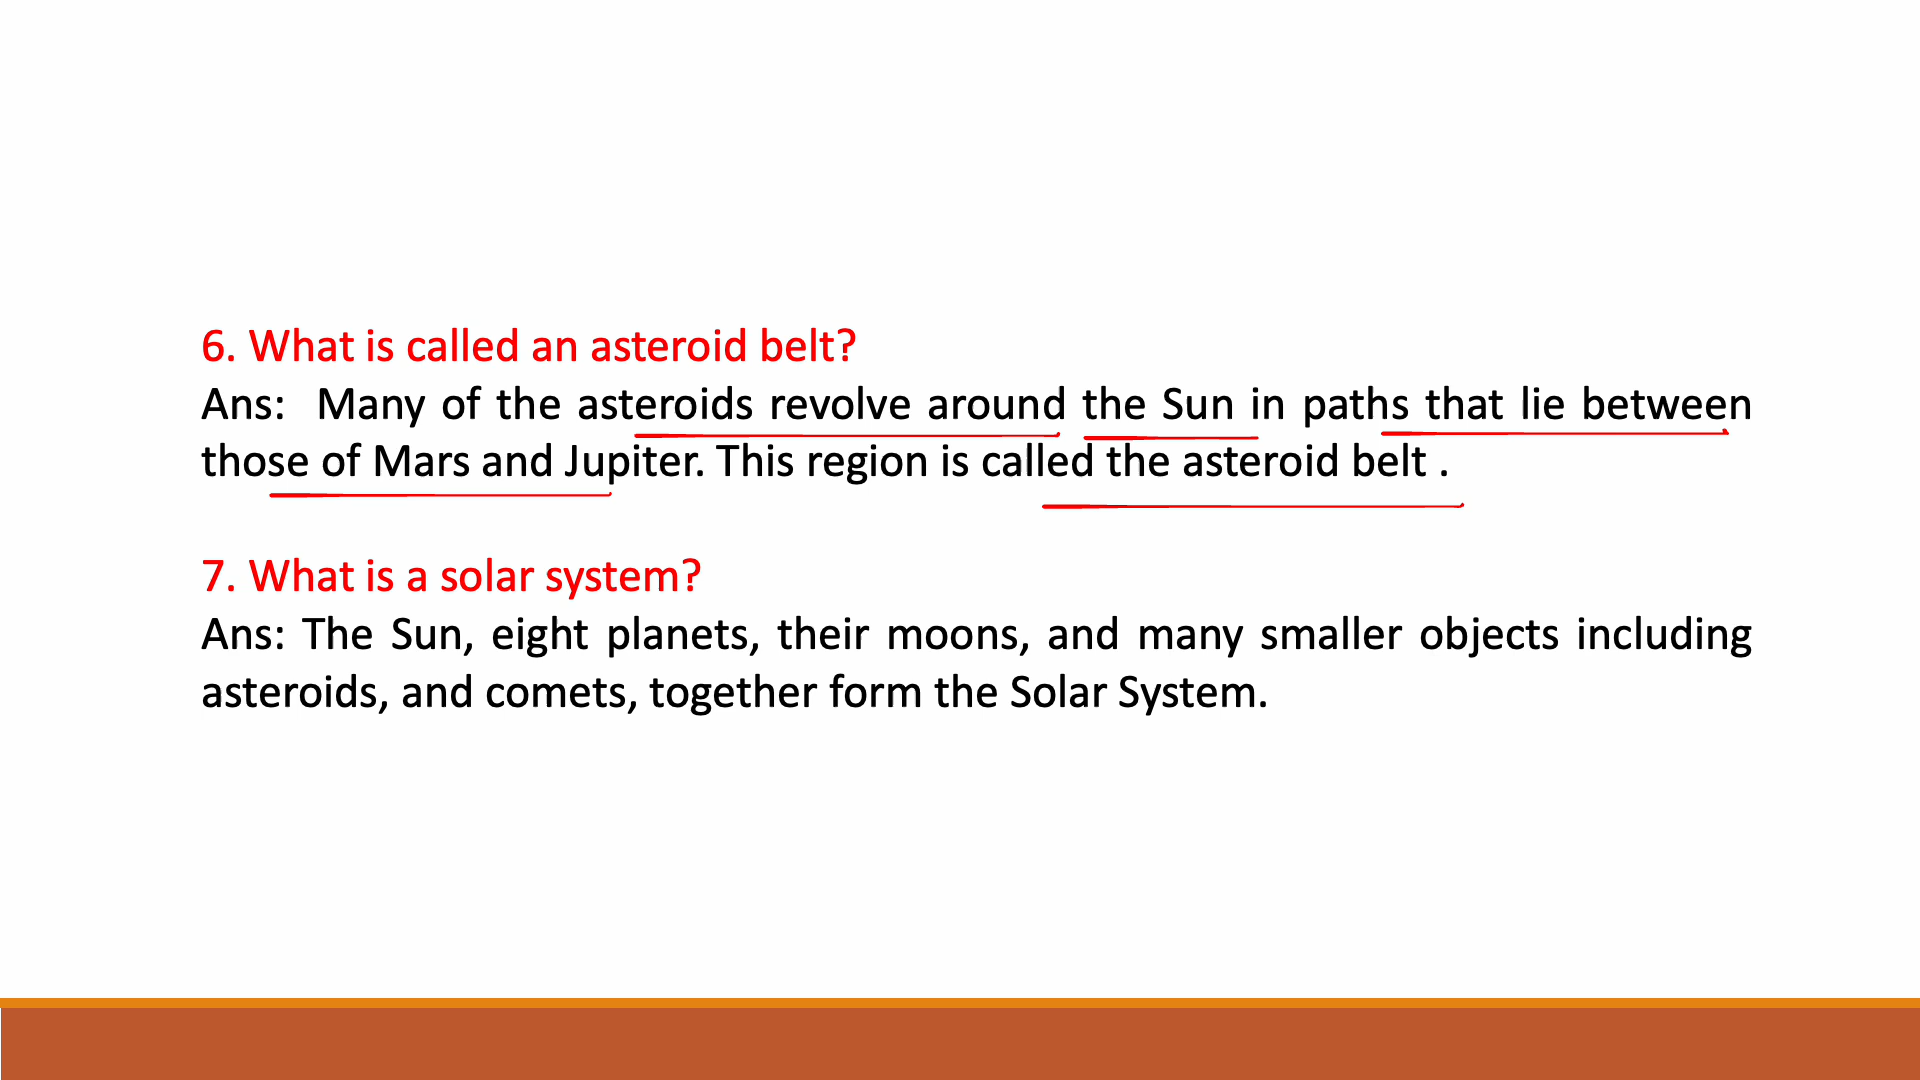 6. What is called an asteroid belt?
Ans: Many of the asteroids revolve around the Sun in paths that lie between
those of Mars and Jupiter. This region is called the asteroid belt .
7. What is a solar system?
Ans: The Sun, eight planets, their moons, and many smaller objects including
asteroids, and comets, together form the Solar System.